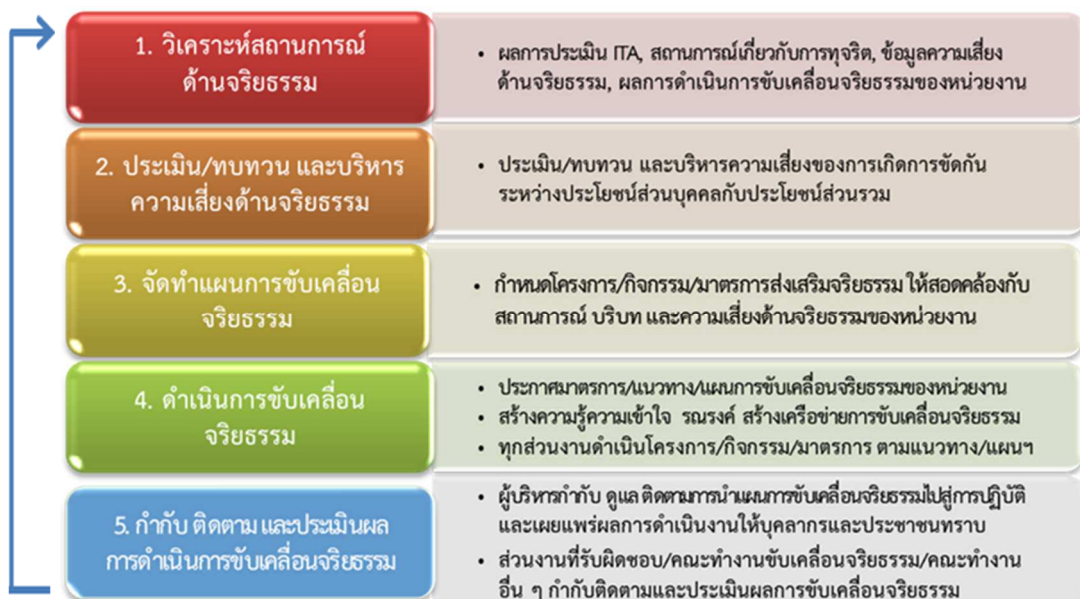 1. วิเคราะห์สถานการณ์
ด้านจริยธรรม
• ผลการประเมิน ITA, สถานการณ์เกี่ยวกับการทุจริต, ข้อมูลความเสี่ยง
ด้านจริยธรรม, ผลการดำเนินการขับเคลื่อนจริยธรรมของหน่วยงาน
2. ประเมิน/ทบทวน และบริหาร
ความเสี่ยงด้านจริยธรรม
• ประเมิน/ทบทวน และบริหารความเสี่ยงของการเกิดการขัดกัน
ระหว่างประโยชน์ส่วนบุคคลกับประโยชน์ส่วนรวม
3. จัดทำแผนการขับเคลื่อน
จริยธรรม
• กำหนดโครงการ/กิจกรรม/มาตรการส่งเสริมจริยธรรม ให้สอดคล้องกับ
สถานการณ์ บริบท และความเสี่ยงด้านจริยธรรมของหน่วยงาน
4. ดำเนินการขับเคลื่อน
จริยธรรม
• ประกาศมาตรการ/แนวทาง/แผนการขับเคลื่อนจริยธรรมของหน่วยงาน
• สร้างความรู้ความเข้าใจ รณรงค์ สร้างเครือข่ายการขับเคลื่อนจริยธรรม
• ทุกส่วนงานดำเนินโครงการ/กิจกรรม/มาตรการ ตามแนวทาง/แผนฯ
5. กำกับ ติดตาม และประเมินผล
การดำเนินการขับเคลื่อนจริยธรรม
• ผู้บริหารกำกับ ดูแล ติดตามการนำแผนการขับเคลื่อนจริยธรรมไปสู่การปฏิบัติ
และเผยแพร่ผลการดำเนินงานให้บุคลากรและประชาชนทราบ
• ส่วนงานที่รับผิดชอบ/คณะทำงานขับเคลื่อนจริยธรรม/คณะทำงาน
อื่น ๆ กำกับติดตามและประเมินผลการขับเคลื่อนจริยธรรม